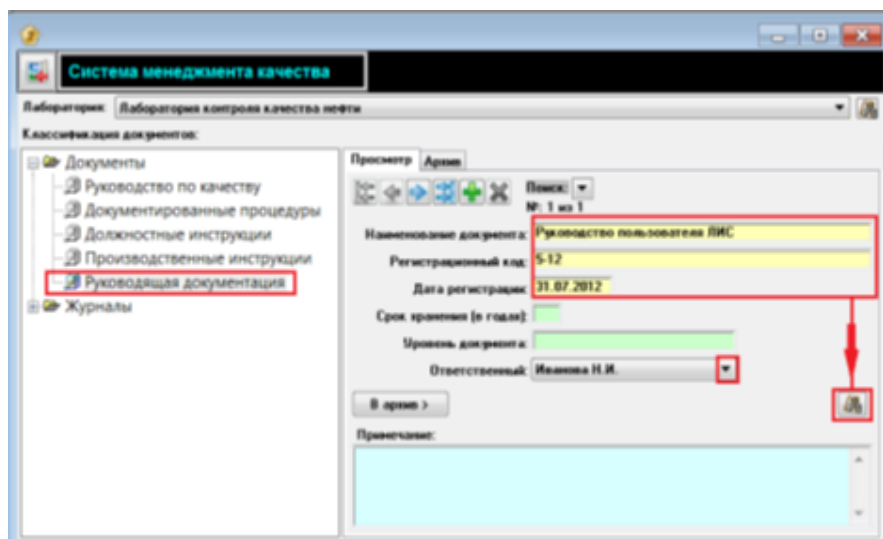 Система менеджмента качества
Лаборатория: Лаборатория контроля качества нефти
Классификация документов:
Документы
Руководство по качеству
Документированные процедуры
Должностные инструкции
Производственные инструкции
Руководящая документация
Журналы
Просмотр Архив
Поиск:
№: 1 из 1
Наименование документа: Руководство пользователя ЛИС
Регистрационный код: 5-12
Дата регистрации: 31.07.2012
Срок хранения (в годах):
Уровень документа:
Ответственный: Иванова Н.И.
В архив >
Примечание: